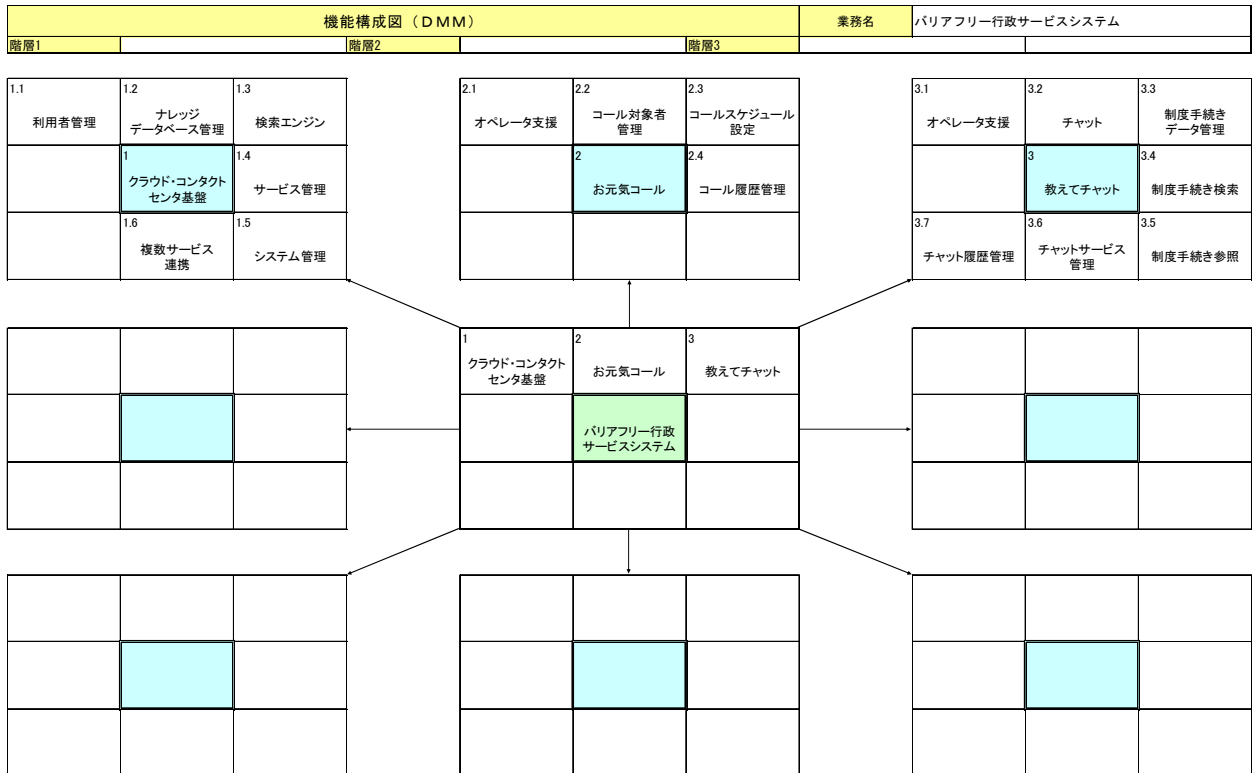 機能構成図（ＤＭＭ）
業務名
バリアフリー行政サービスシステム
階層1
階層2
階層3
1.1
利用者管理
1.2
ナレッジ
データベース管理
1.3
検索エンジン
1
クラウド・コンタクト
センタ基盤
1.4
サービス管理
1.6
複数サービス
連携
1.5
システム管理
2.1
オペレータ支援
2.2
コール対象者
管理
2.3
コールスケジュール
設定
2
お元気コール
2.4
コール履歴管理
3.1
オペレータ支援
3.2
チャット
3.3
制度手続き
データ管理
3
教えてチャット
3.4
制度手続き検索
3.7
チャット履歴管理
3.6
チャットサービス
管理
3.5
制度手続き参照
1
クラウド・コンタクト
センタ基盤
2
お元気コール
3
教えてチャット
バリアフリー行政
サービスシステム